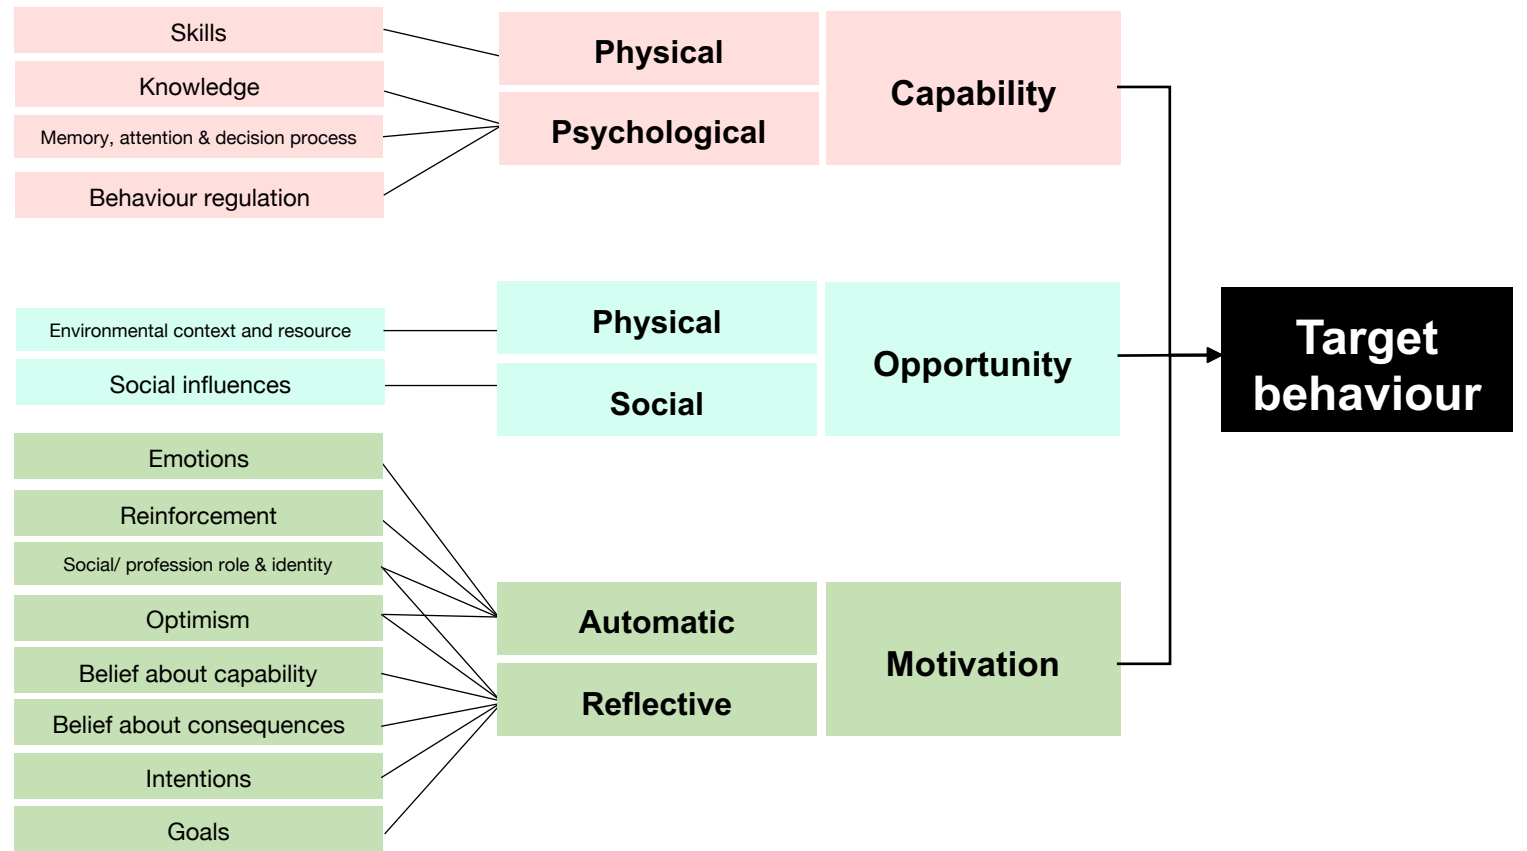 Skills
Knowledge
Memory, attention & decision process
Behaviour regulation
Physical
Psychological
Capability
Environmental context and resource
Social influences
Physical
Social
Opportunity
Emotions
Reinforcement
Social/ profession role & identity
Optimism
Belief about capability
Belief about consequences
Intentions
Goals
Automatic
Reflective
Motivation
Target
behaviour